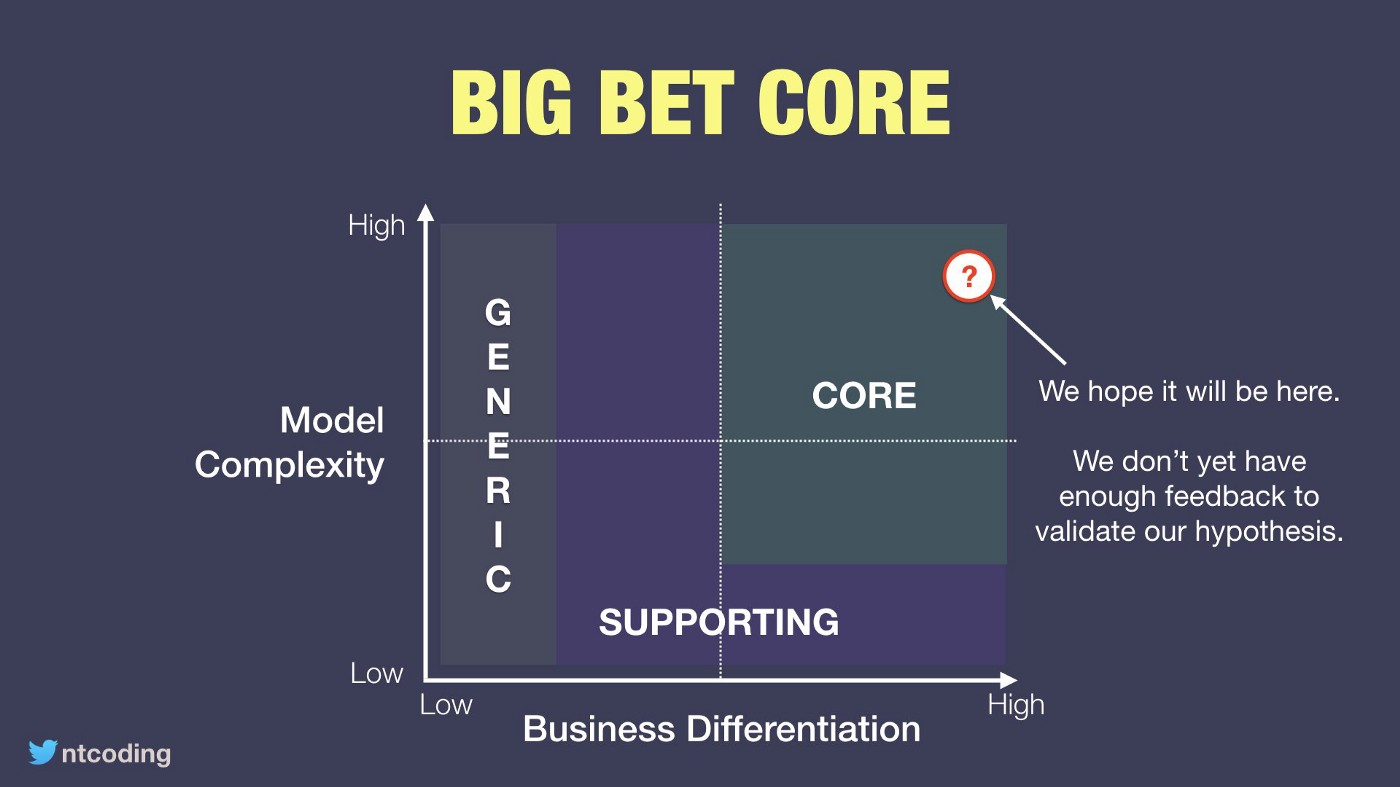 BIG BET CORE
High
GENERIC
?
CORE
We hope it will be here.
Model
Complexity
We don’t yet have
enough feedback to
validate our hypothesis.
SUPPORTING
Low
Low
High
Business Differentiation
ntcoding